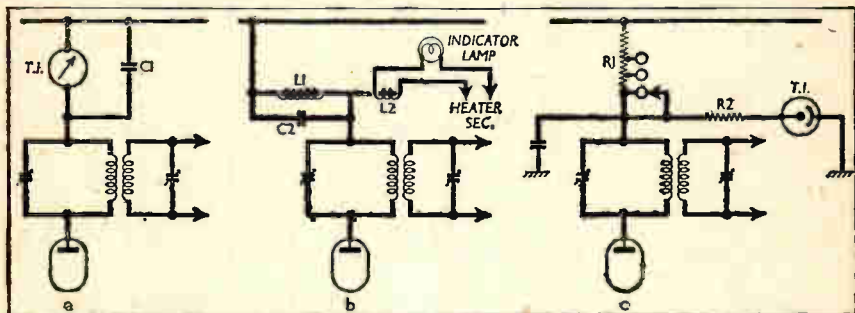 T.I.
C1
a
L1
C2
L2
INDICATOR
LAMP
HEATER
SEC.
b
R1
R2
T.I.
c